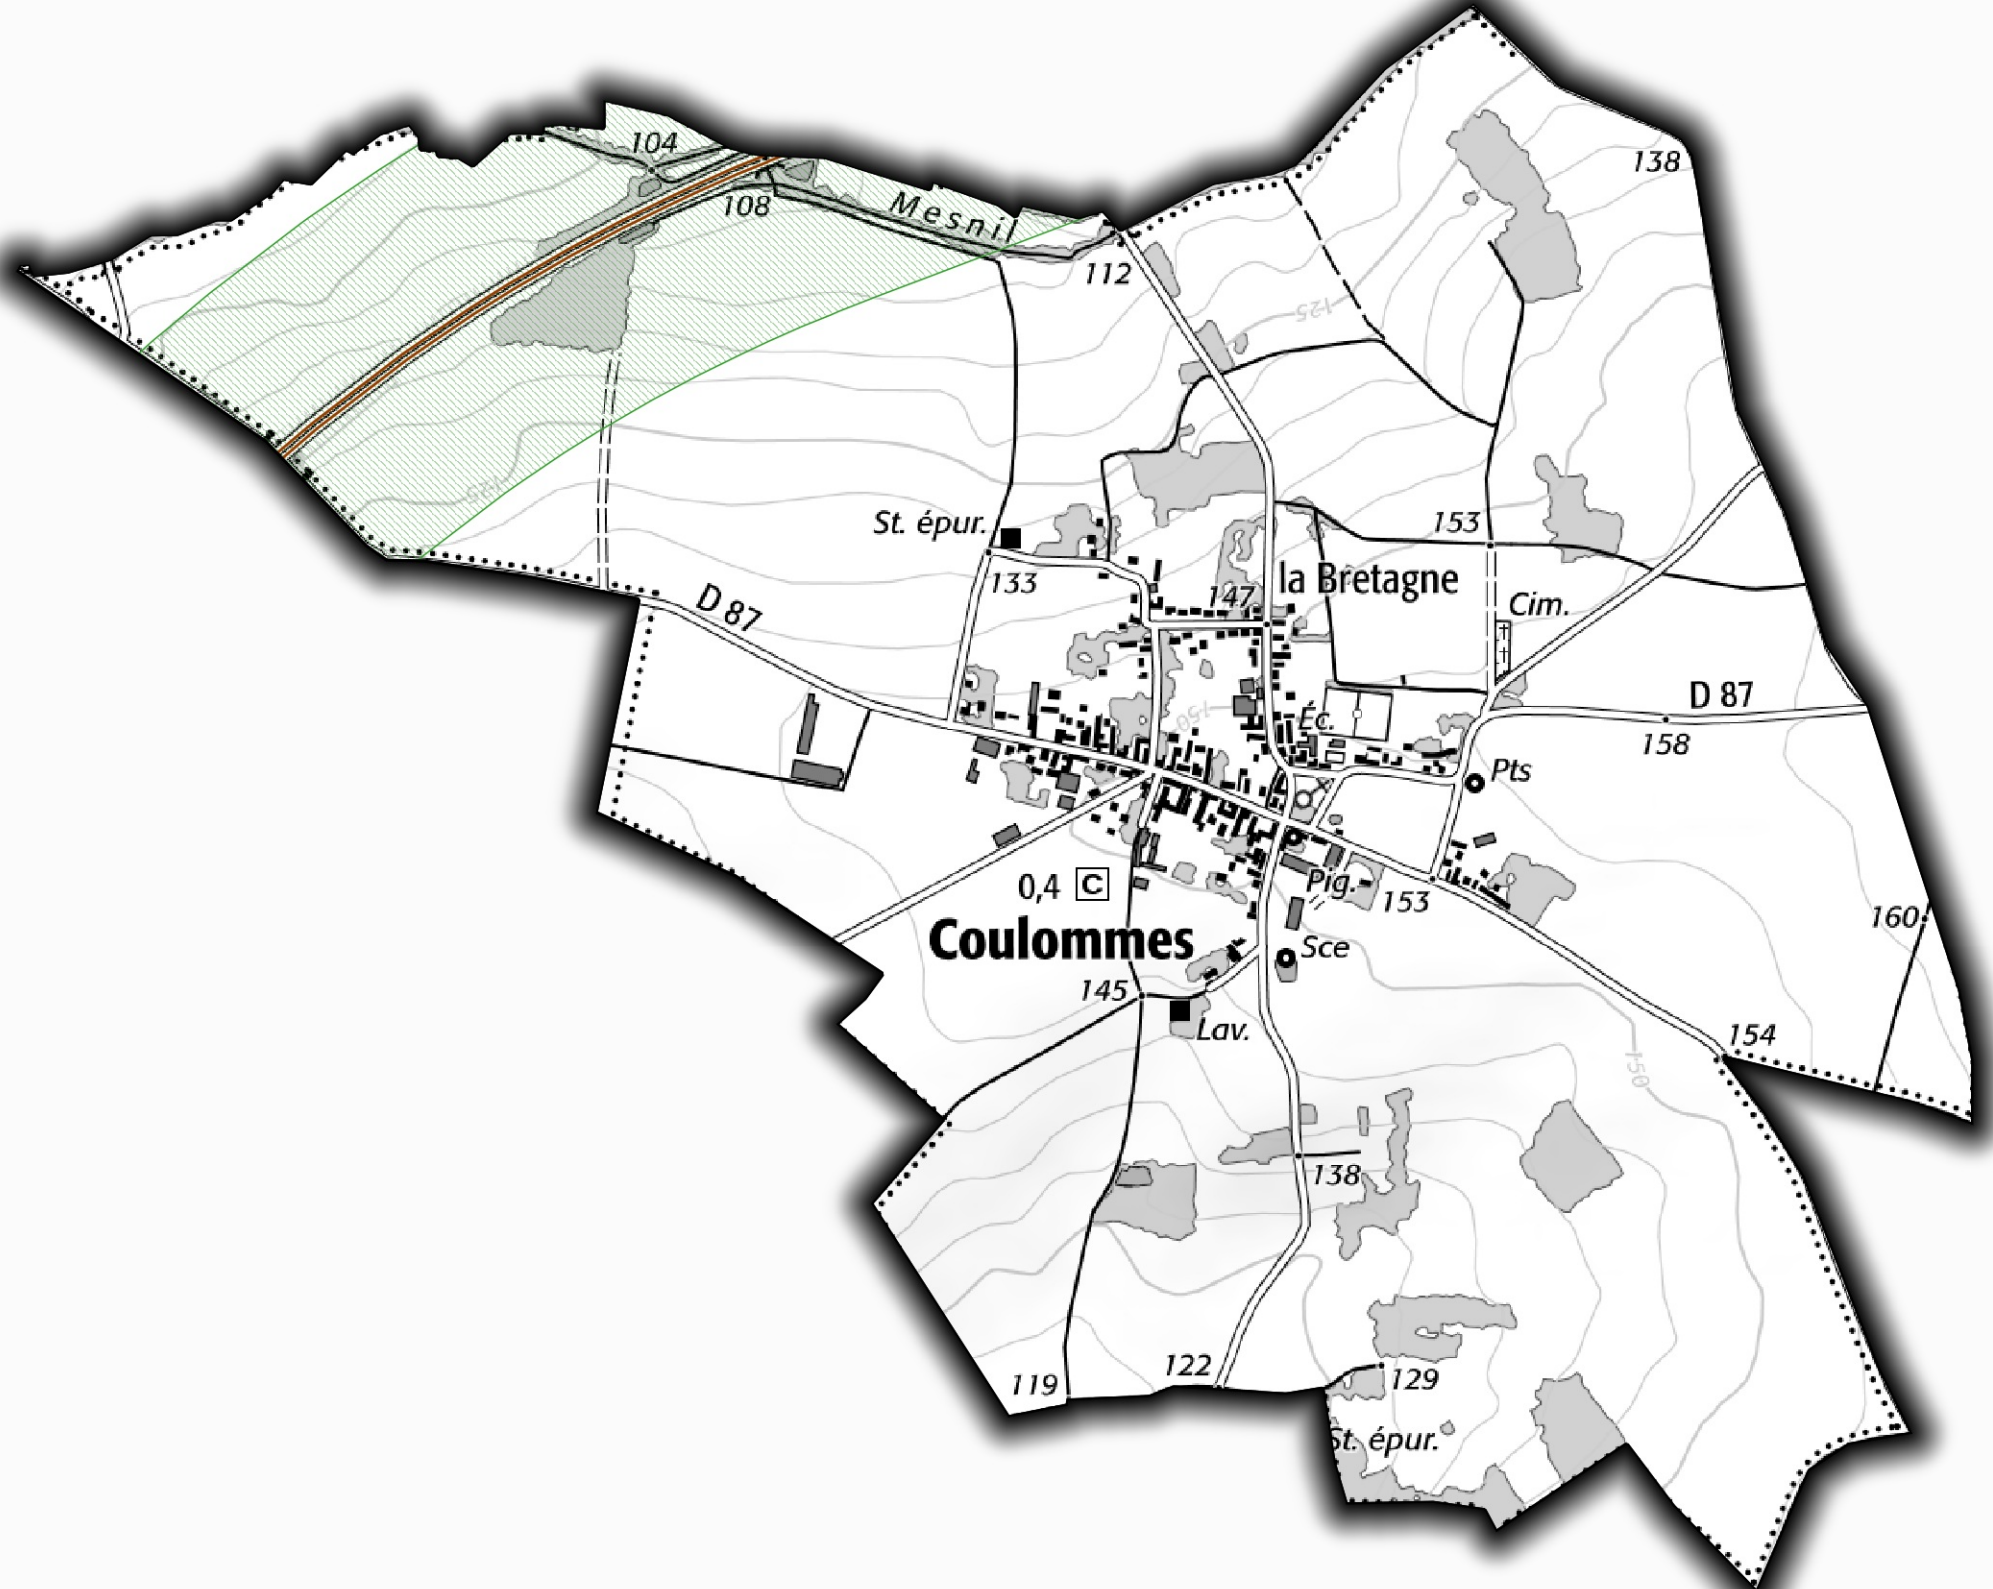 104
138
108
Mesnil
112
125
125
St. épur.
153
133
la Bretagne
147
Cim.
D 87
D 87
150
Éc.
158
Pts
0,4 C
Pig.
153
160
Coulommes
Sce
145
Lav.
154
150
138
122
119
129
St. épur.